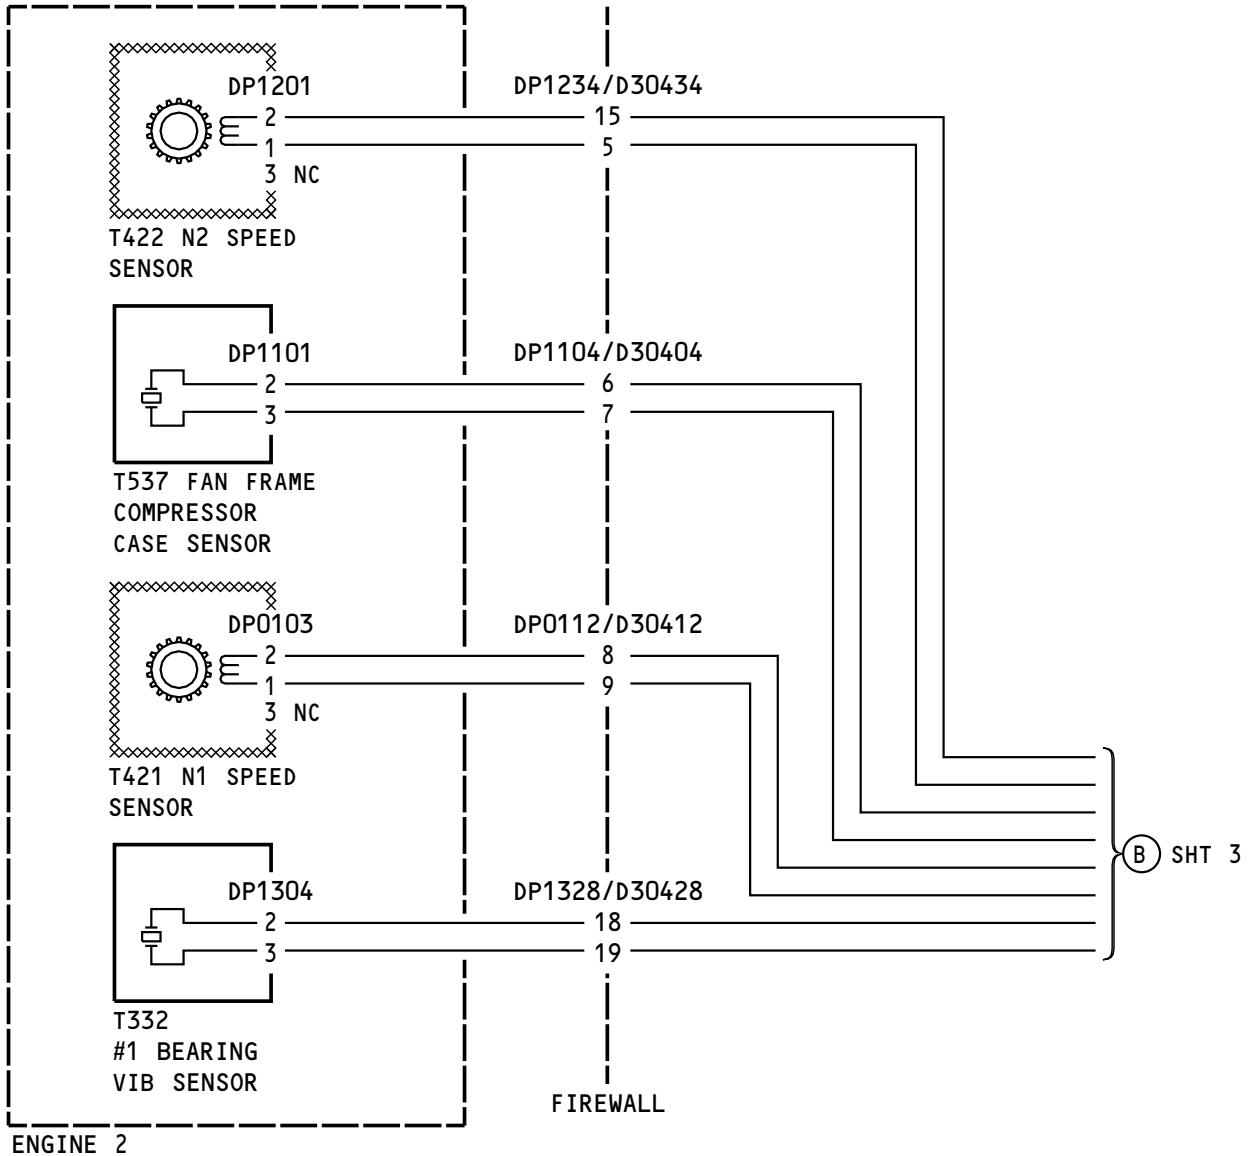 DP1201 DP1234/D30434
2 15
1 5
3 NC
T422 N2 SPEED
SENSOR
DP1101 DP1104/D30404
2 6
3 7
T537 FAN FRAME
COMPRESSOR
CASE SENSOR
DP0103 DP0112/D30412
2 8
1 9
3 NC
T421 N1 SPEED
SENSOR
B SHT 3
DP1304 DP1328/D30428
2 18
3 19
T332
#1 BEARING
VIB SENSOR
FIREWALL
ENGINE 2